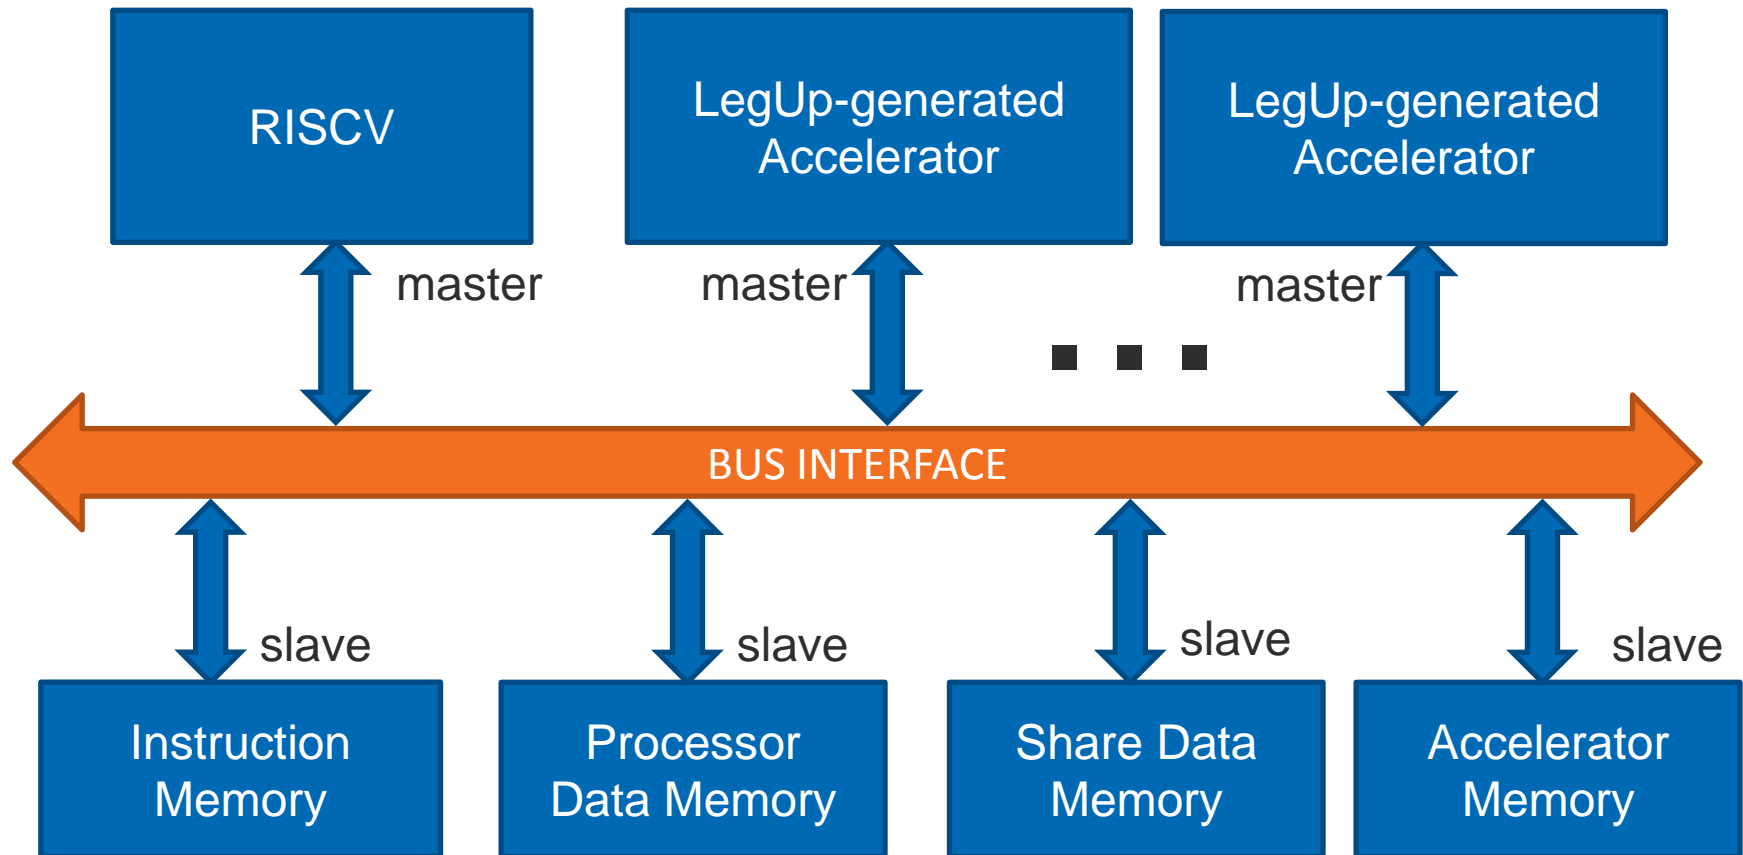 RISCV
LegUp-generated
Accelerator
LegUp-generated
Accelerator
master
master
master
BUS INTERFACE
slave
slave
slave
slave
Instruction
Memory
Processor
Data Memory
Share Data
Memory
Accelerator
Memory